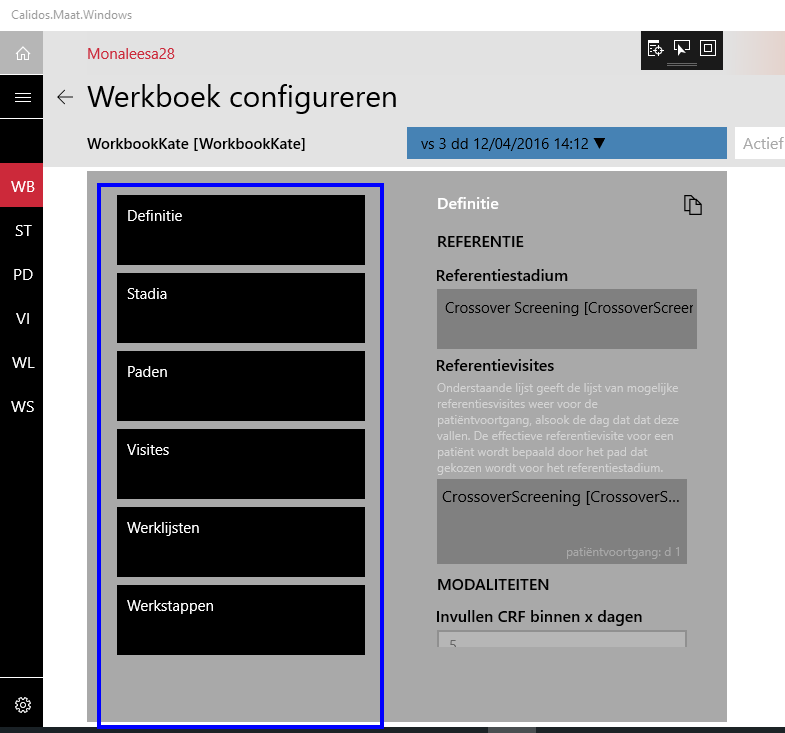 Calidos.Maat.Windows
Monaleesa28
Werkboek configureren
WorkbookKate [WorkbookKate]
vs 3 dd 12/04/2016 14:12 ▼
Actief
WB
ST
PD
VI
WL
WS
Definitie
Stadia
Paden
Visites
Werklijsten
Werkstappen
Definitie
REFERENTIE
Referentiestadium
Crossover Screening [CrossoverScreer
Referentievisites
Onderstaande lijst geeft de lijst van mogelijke
referentiesvisites weer voor de
patiëntvoortgang, alsook de dag dat dat deze
vallen. De effectieve referentievisite voor een
patiënt wordt bepaald door het pad dat
gekozen wordt voor het referentiestadium.
CrossoverScreening [CrossoverS...
patiëntvoortgang: d 1
MODALITEITEN
Invullen CRF binnen x dagen
5